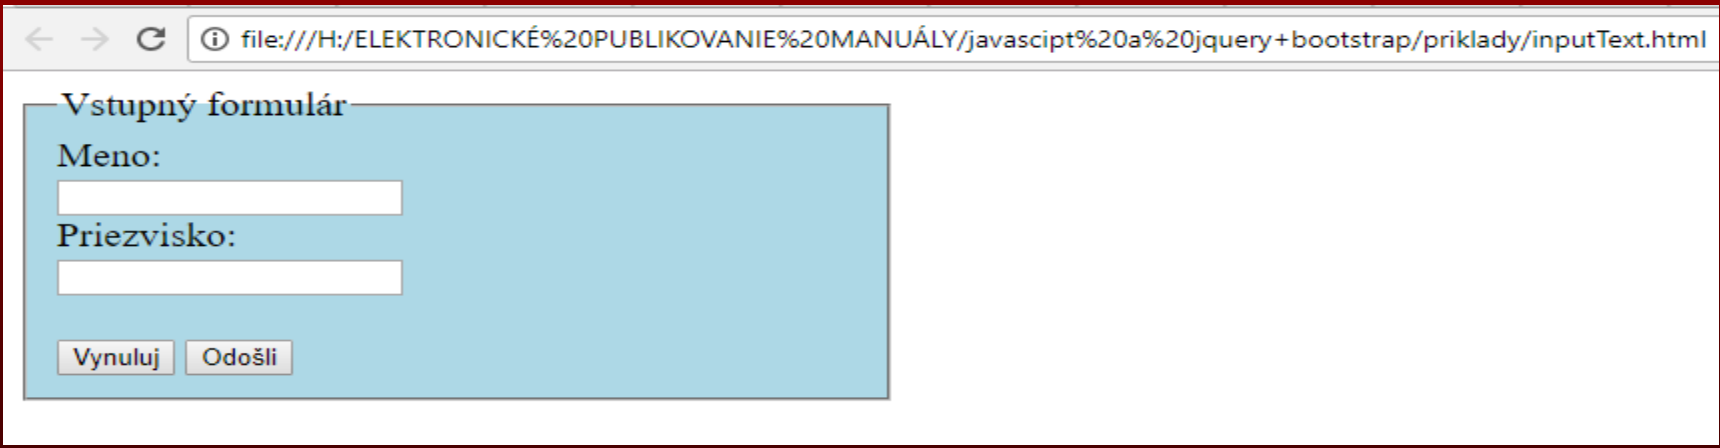 file:///H:/ELEKTRONICKÉ%20PUBLIKOVANIE%20MANUÁLY/javascipt%20a%20jquery+bootstrap/priklady/inputText.html
Vstupný formulár
Meno:
Priezvisko:
Vynuluj Odošli